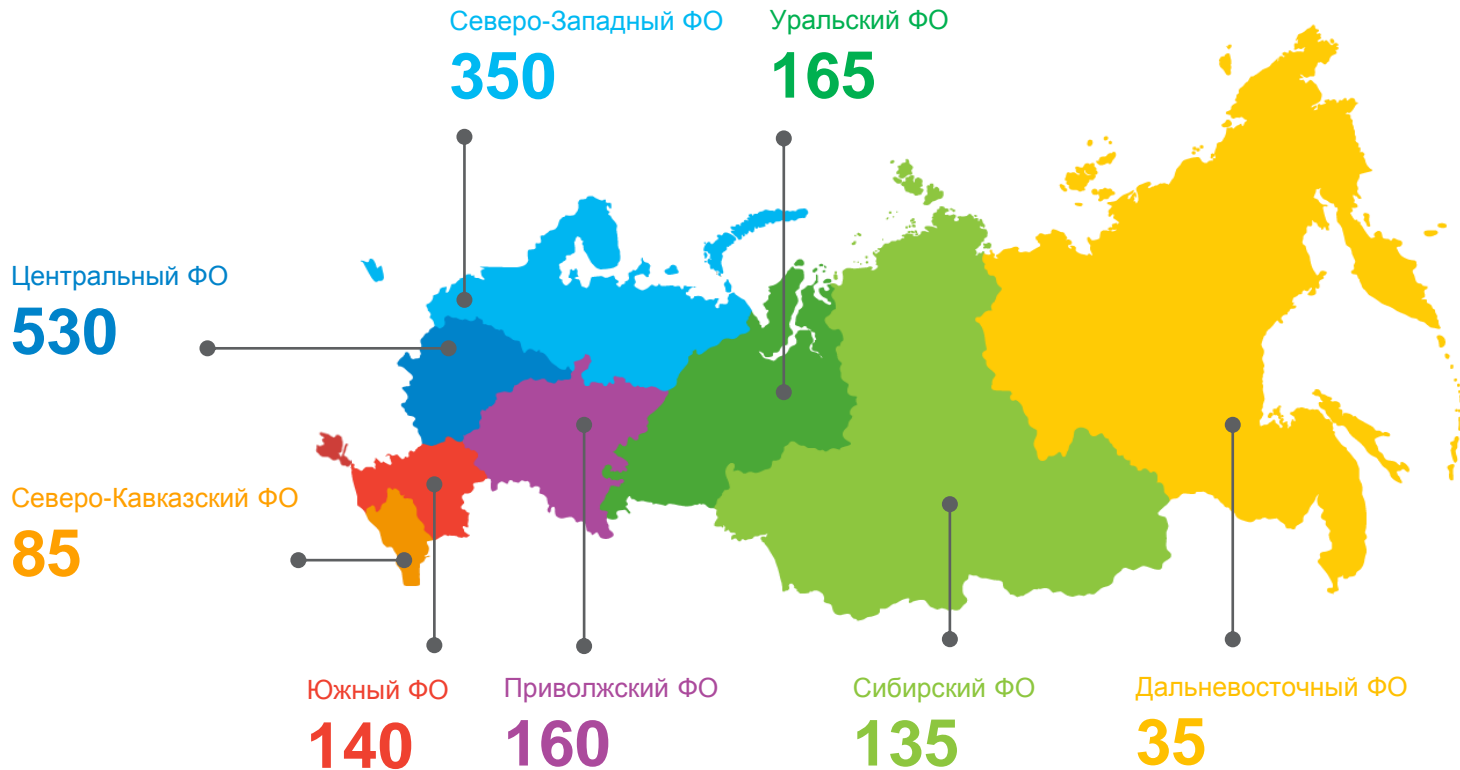 Северо-Западный ФО
350
Уральский ФО
165
Центральный ФО
530
Северо-Кавказский ФО
85
Южный ФО
140
Приволжский ФО
160
Сибирский ФО
135
Дальневосточный ФО
35